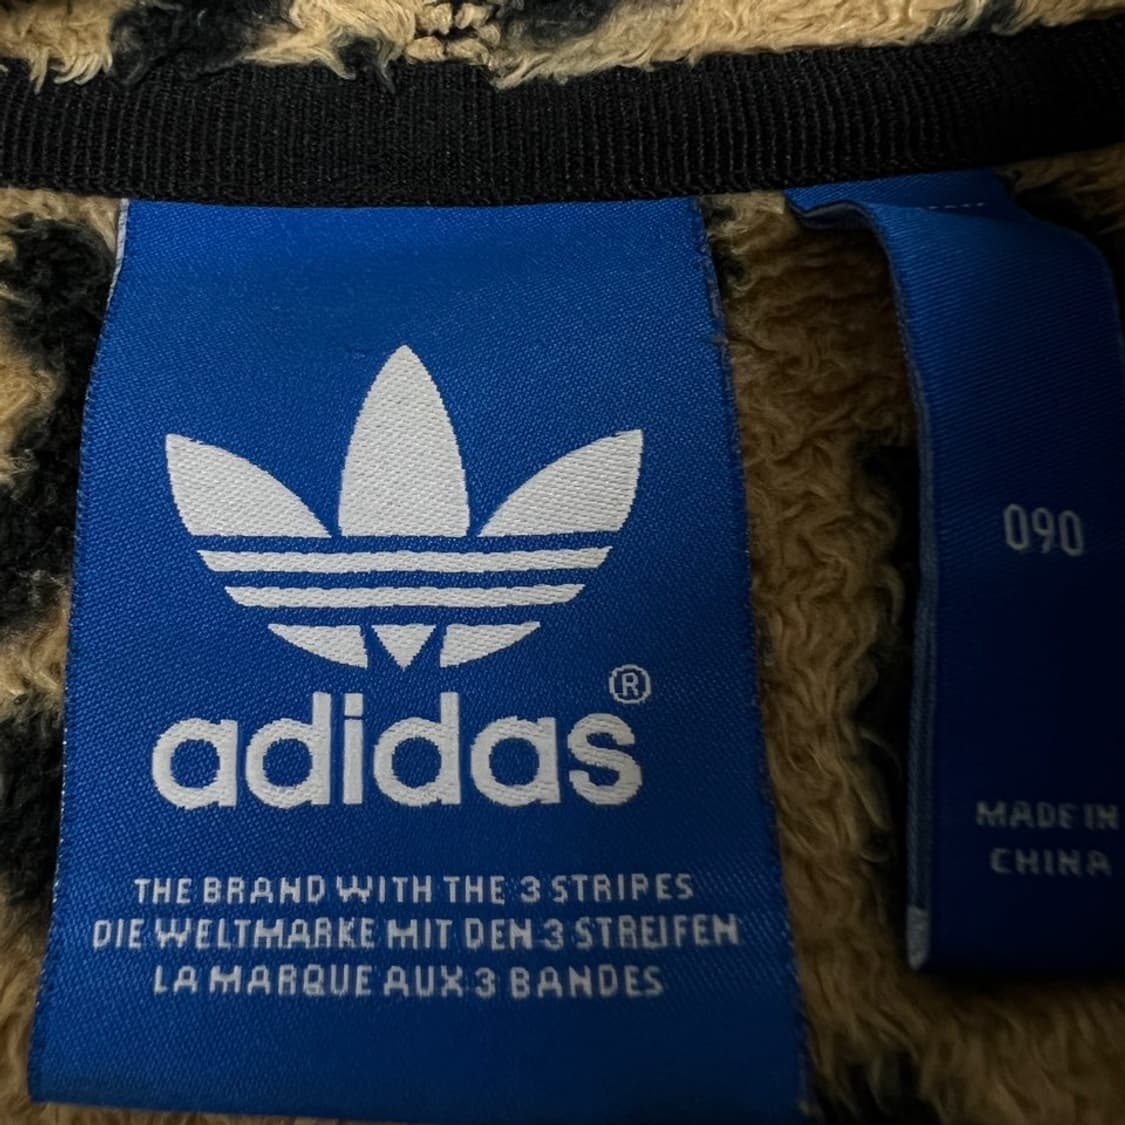 adidas®
THE BRAND WITH THE 3 STRIPES
DIE WELTMARKE MIT DEN 3 STREIFEN
LA MARQUE AUX 3 BANDES
090
MADE IN
CHINA